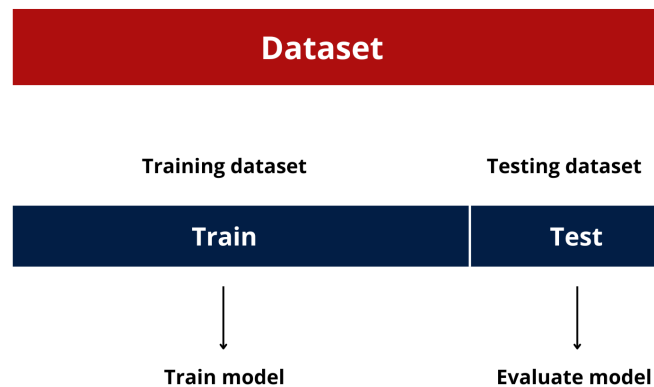 Dataset
Training dataset
Testing dataset
Train
Test
Train model
Evaluate model